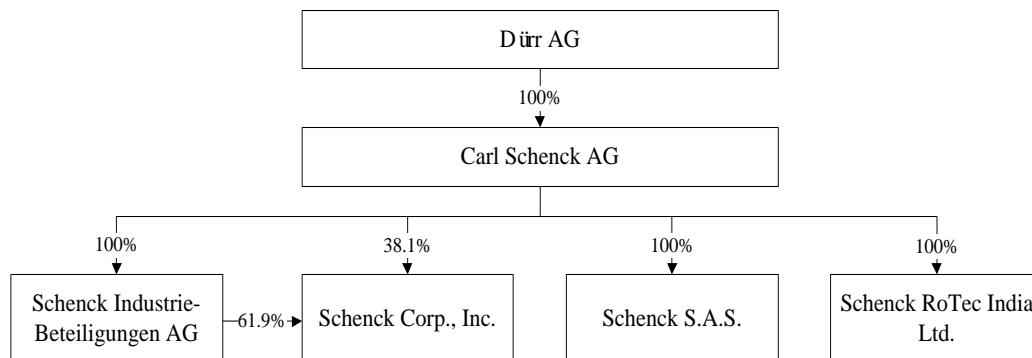 Dürr AG
100%
Carl Schenck AG
100%
38.1%
100%
100%
Schenck Industrie-
Beteiligungen AG
61.9%
Schenck Corp., Inc.
Schenck S.A.S.
Schenck RoTec India
Ltd.